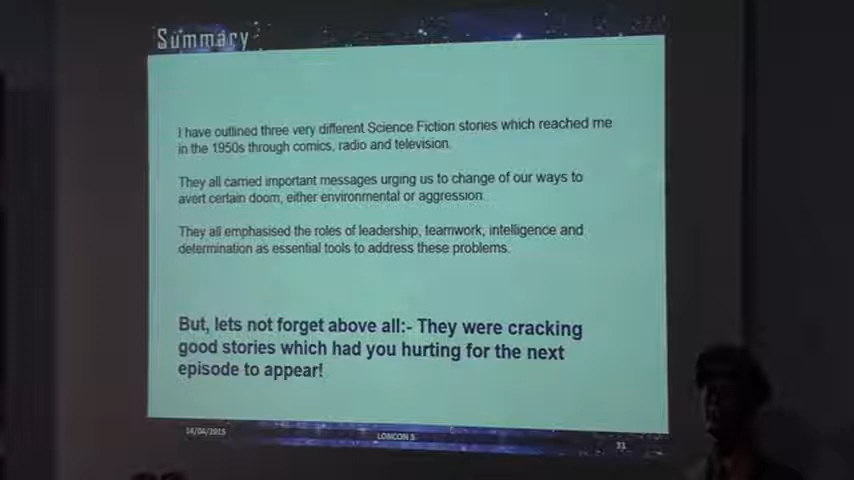 Summary
I have outlined three very different Science Fiction stories which reached me
in the 1950s through comics, radio and television.
They all carried important messages urging us to change of our ways to
avert certain doom, either environmental or aggression.
They all emphasised the roles of leadership, teamwork, intelligence and
determination as essential tools to address these problems.
But, lets not forget above all:- They were cracking
good stories which had you hurting for the next
episode to appear!
14/04/2015
LONCON 3
31